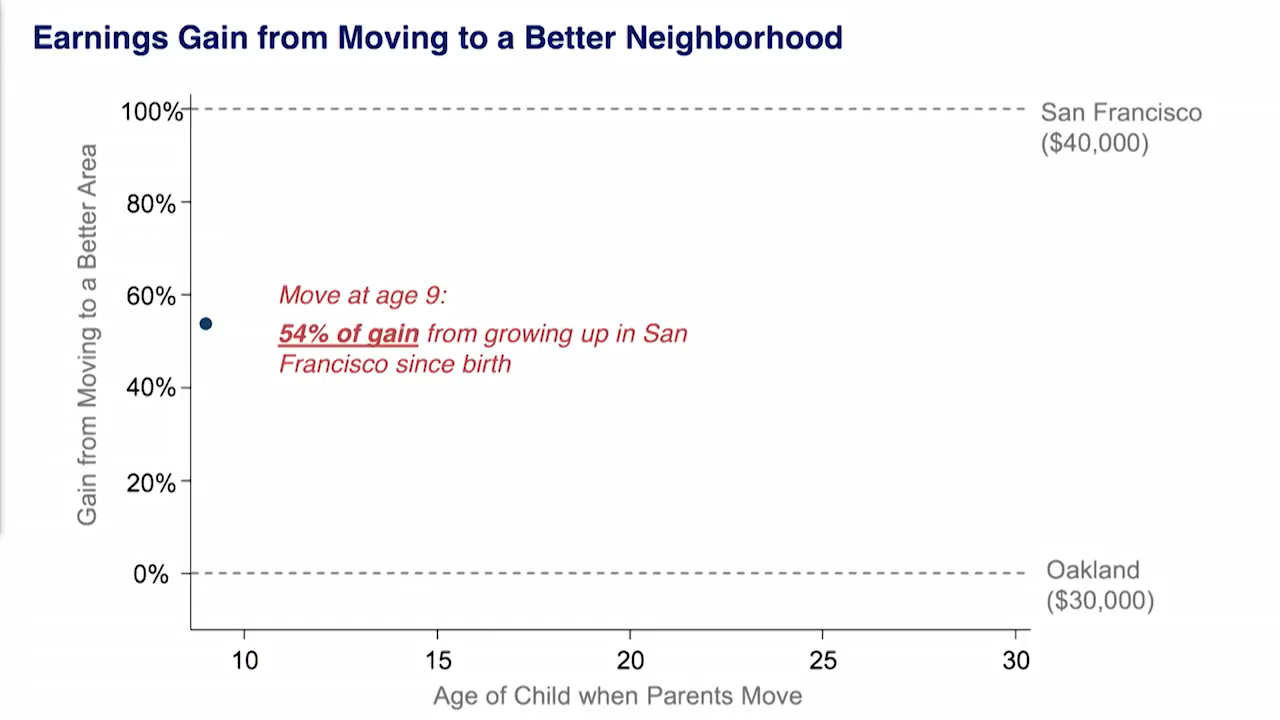 Earnings Gain from Moving to a Better Neighborhood
Gain from Moving to a Better Area
100%
80%
60%
40%
20%
0%
San Francisco
($40,000)
Move at age 9:
54% of gain from growing up in San
Francisco since birth
Oakland
($30,000)
10
15
20
25
30
Age of Child when Parents Move